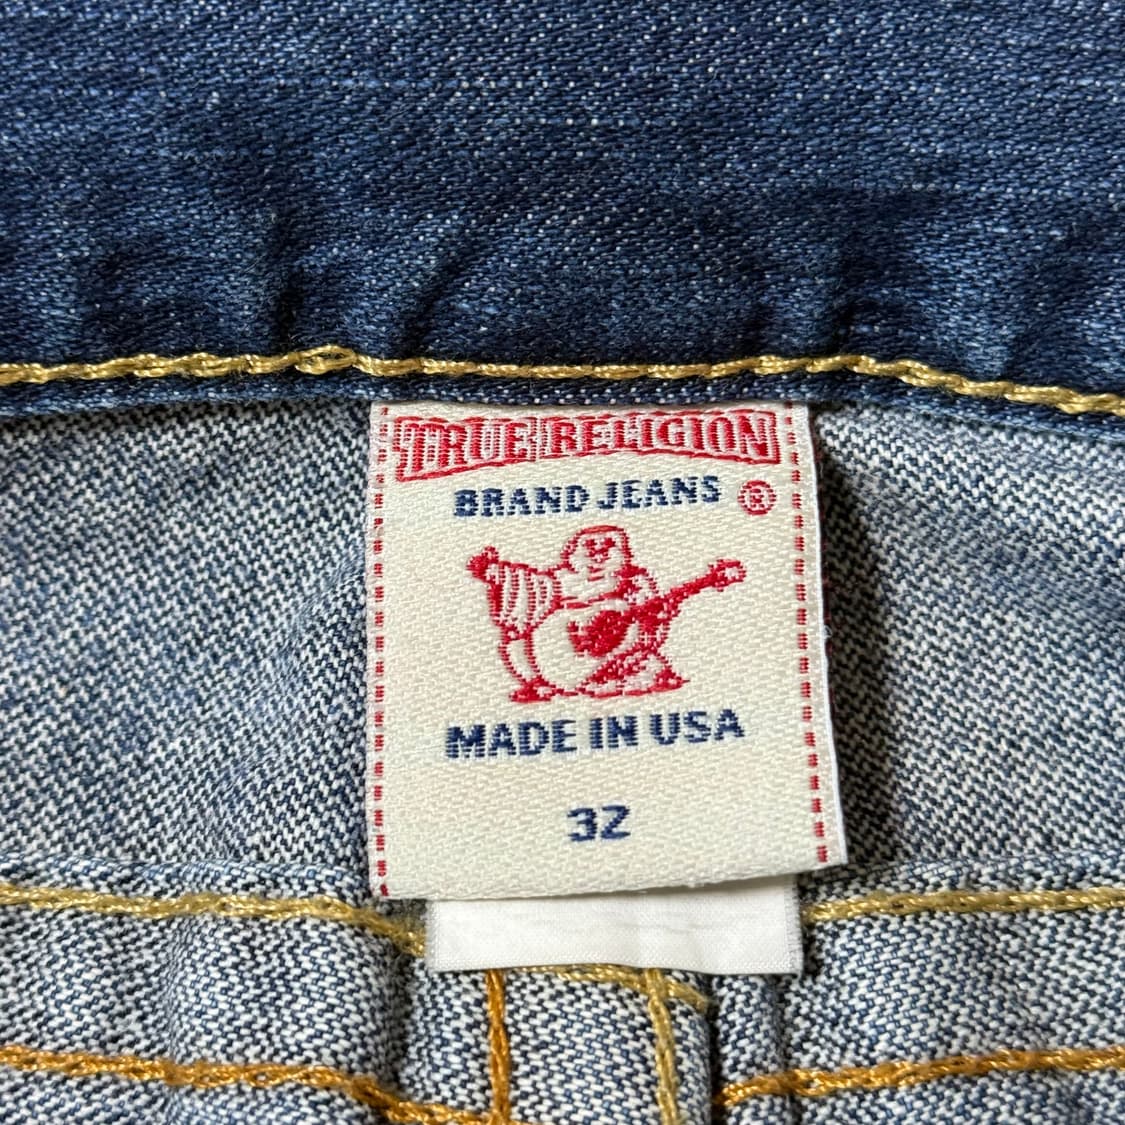 TRUE RELIGION
BRAND JEANS ®
MADE IN USA
32